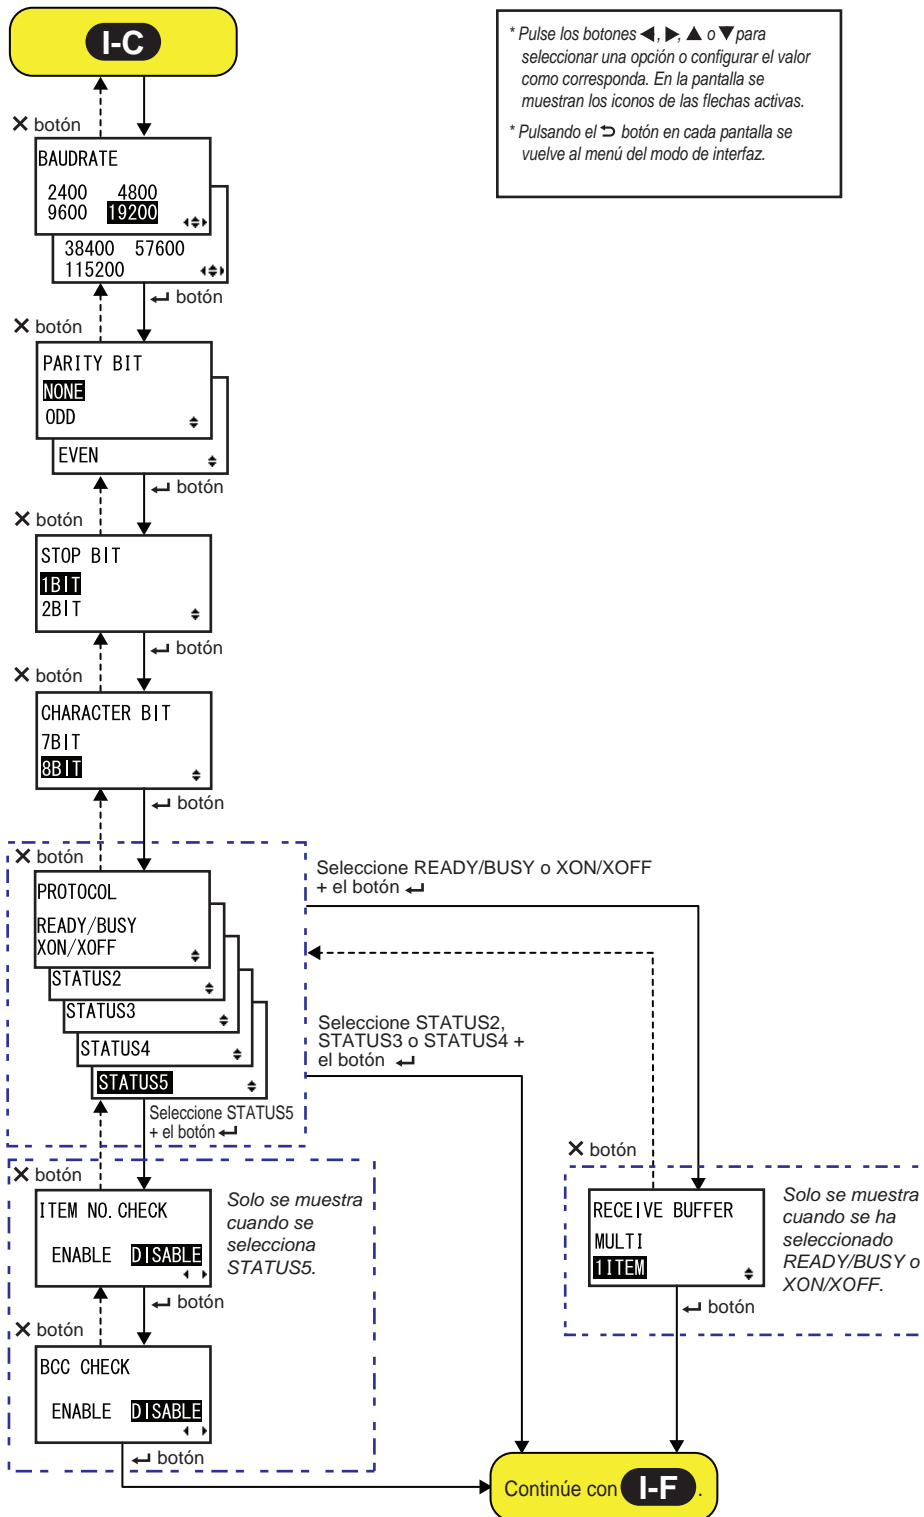 I-C
* Pulse los botones ◀, ▶, ▲ o ▼ para
seleccionar una opción o configurar el valor
como corresponda. En la pantalla se
muestran los iconos de las flechas activas.
* Pulsando el ⮌ botón en cada pantalla se
vuelve al menú del modo de interfaz.
✕ botón
BAUDRATE
2400 4800
9600 19200
38400 57600
115200
↵ botón
✕ botón
PARITY BIT
NONE
ODD
EVEN
↵ botón
✕ botón
STOP BIT
1BIT
2BIT
↵ botón
✕ botón
CHARACTER BIT
7BIT
8BIT
↵ botón
✕ botón
PROTOCOL
READY/BUSY
XON/XOFF
STATUS2
STATUS3
STATUS4
STATUS5
Seleccione READY/BUSY o XON/XOFF
+ el botón ↵
Seleccione STATUS2,
STATUS3 o STATUS4 +
el botón ↵
Seleccione STATUS5
+ el botón ↵
✕ botón
ITEM NO.CHECK
ENABLE DISABLE
Solo se muestra
cuando se
selecciona
STATUS5.
↵ botón
✕ botón
BCC CHECK
ENABLE DISABLE
↵ botón
✕ botón
RECEIVE BUFFER
MULTI
1ITEM
Solo se muestra
cuando se ha
seleccionado
READY/BUSY o
XON/XOFF.
↵ botón
Continúe con I-F .